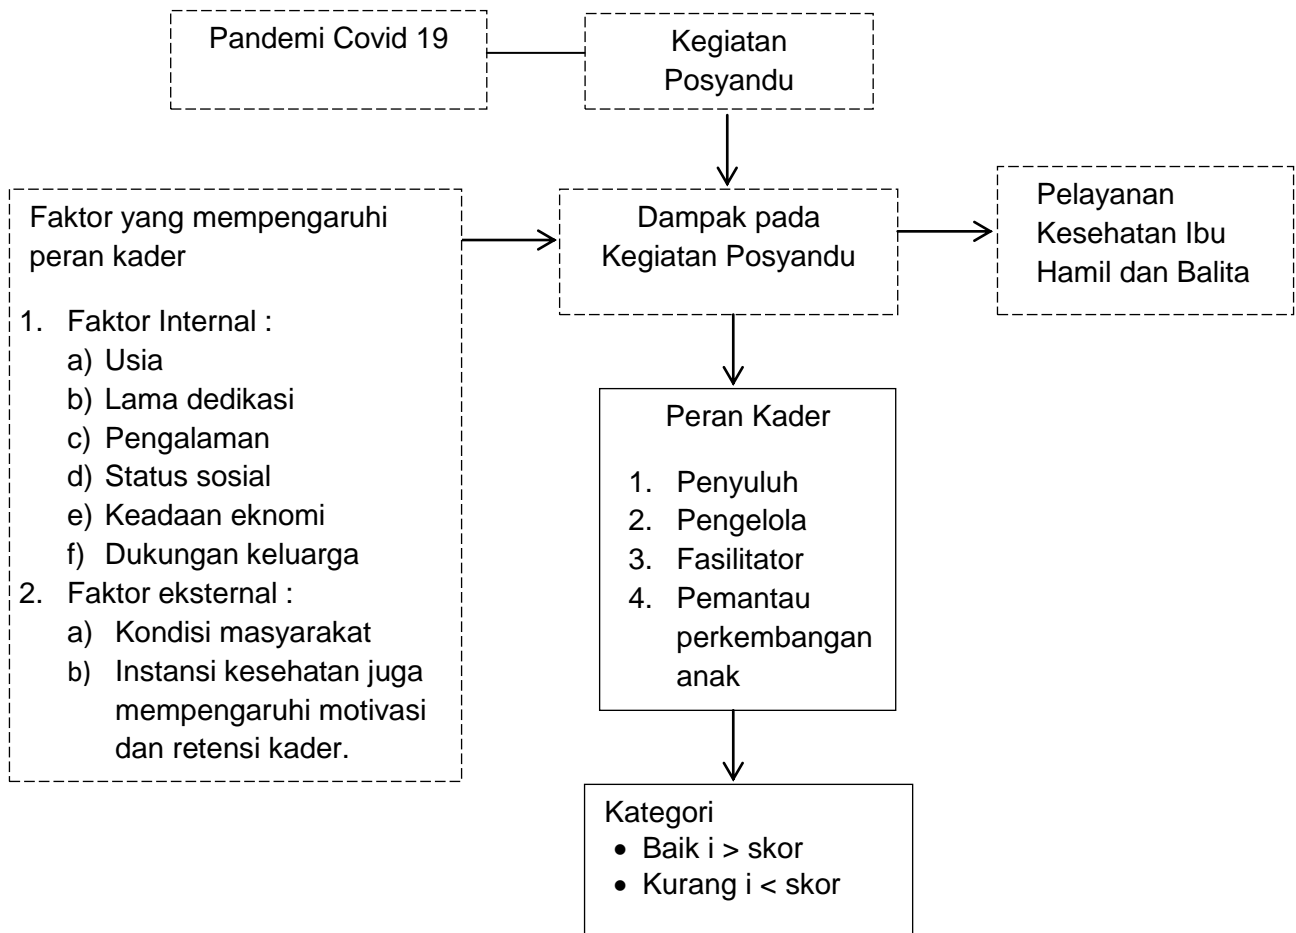 Pandemi Covid 19
Kegiatan
Posyandu
Faktor yang mempengaruhi
peran kader
1. Faktor Internal :
a) Usia
b) Lama dedikasi
c) Pengalaman
d) Status sosial
e) Keadaan eknomi
f) Dukungan keluarga
2. Faktor eksternal :
a) Kondisi masyarakat
b) Instansi kesehatan juga
mempengaruhi motivasi
dan retensi kader.
Dampak pada
Kegiatan Posyandu
Pelayanan
Kesehatan Ibu
Hamil dan Balita
Peran Kader
1. Penyuluh
2. Pengelola
3. Fasilitator
4. Pemantau
perkembangan
anak
Kategori
• Baik i > skor
• Kurang i < skor